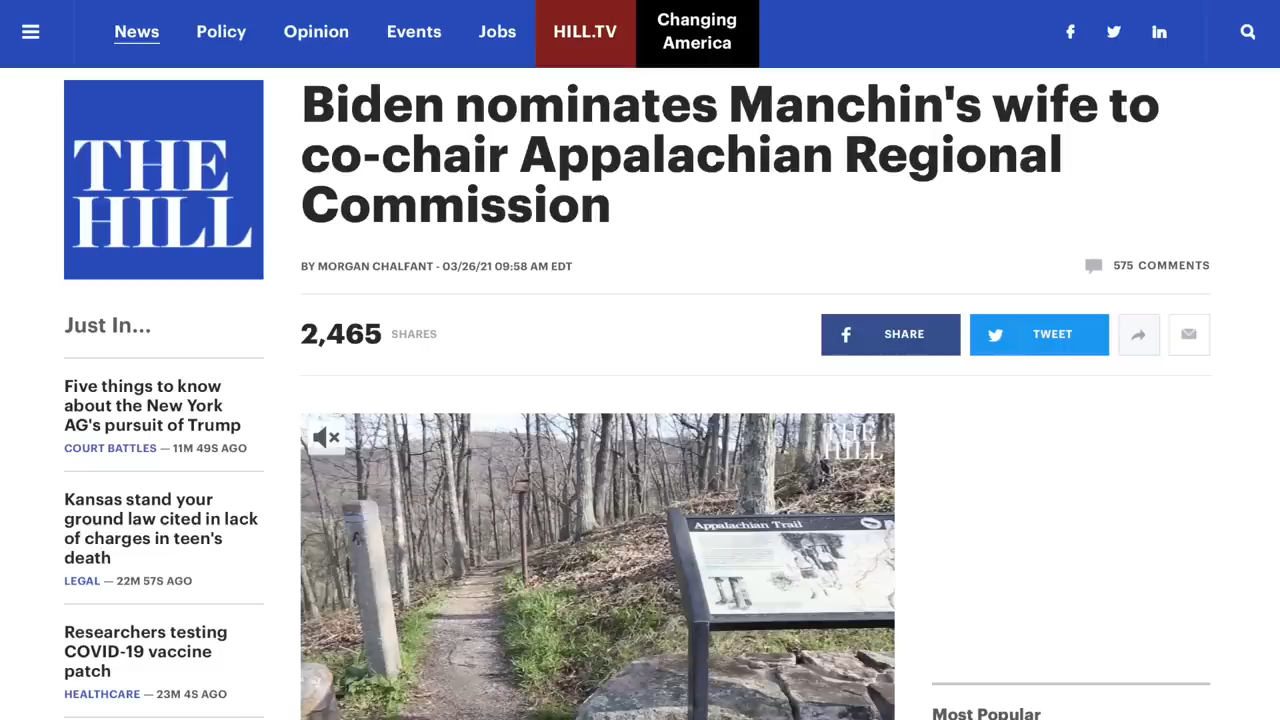 News
Policy
Opinion
Events
Jobs
HILL.TV
Changing
America
THE
HILL
Biden nominates Manchin's wife to
co-chair Appalachian Regional
Commission
BY MORGAN CHALFANT - 03/26/21 09:58 AM EDT
575 COMMENTS
2,465 SHARES
SHARE
TWEET
Just In...
Five things to know
about the New York
AG's pursuit of Trump
COURT BATTLES — 11M 49S AGO
Kansas stand your
ground law cited in lack
of charges in teen's
death
LEGAL — 22M 57S AGO
Researchers testing
COVID-19 vaccine
patch
HEALTHCARE — 23M 4S AGO
THE
HILL
Appalachian Trail
Most Popular